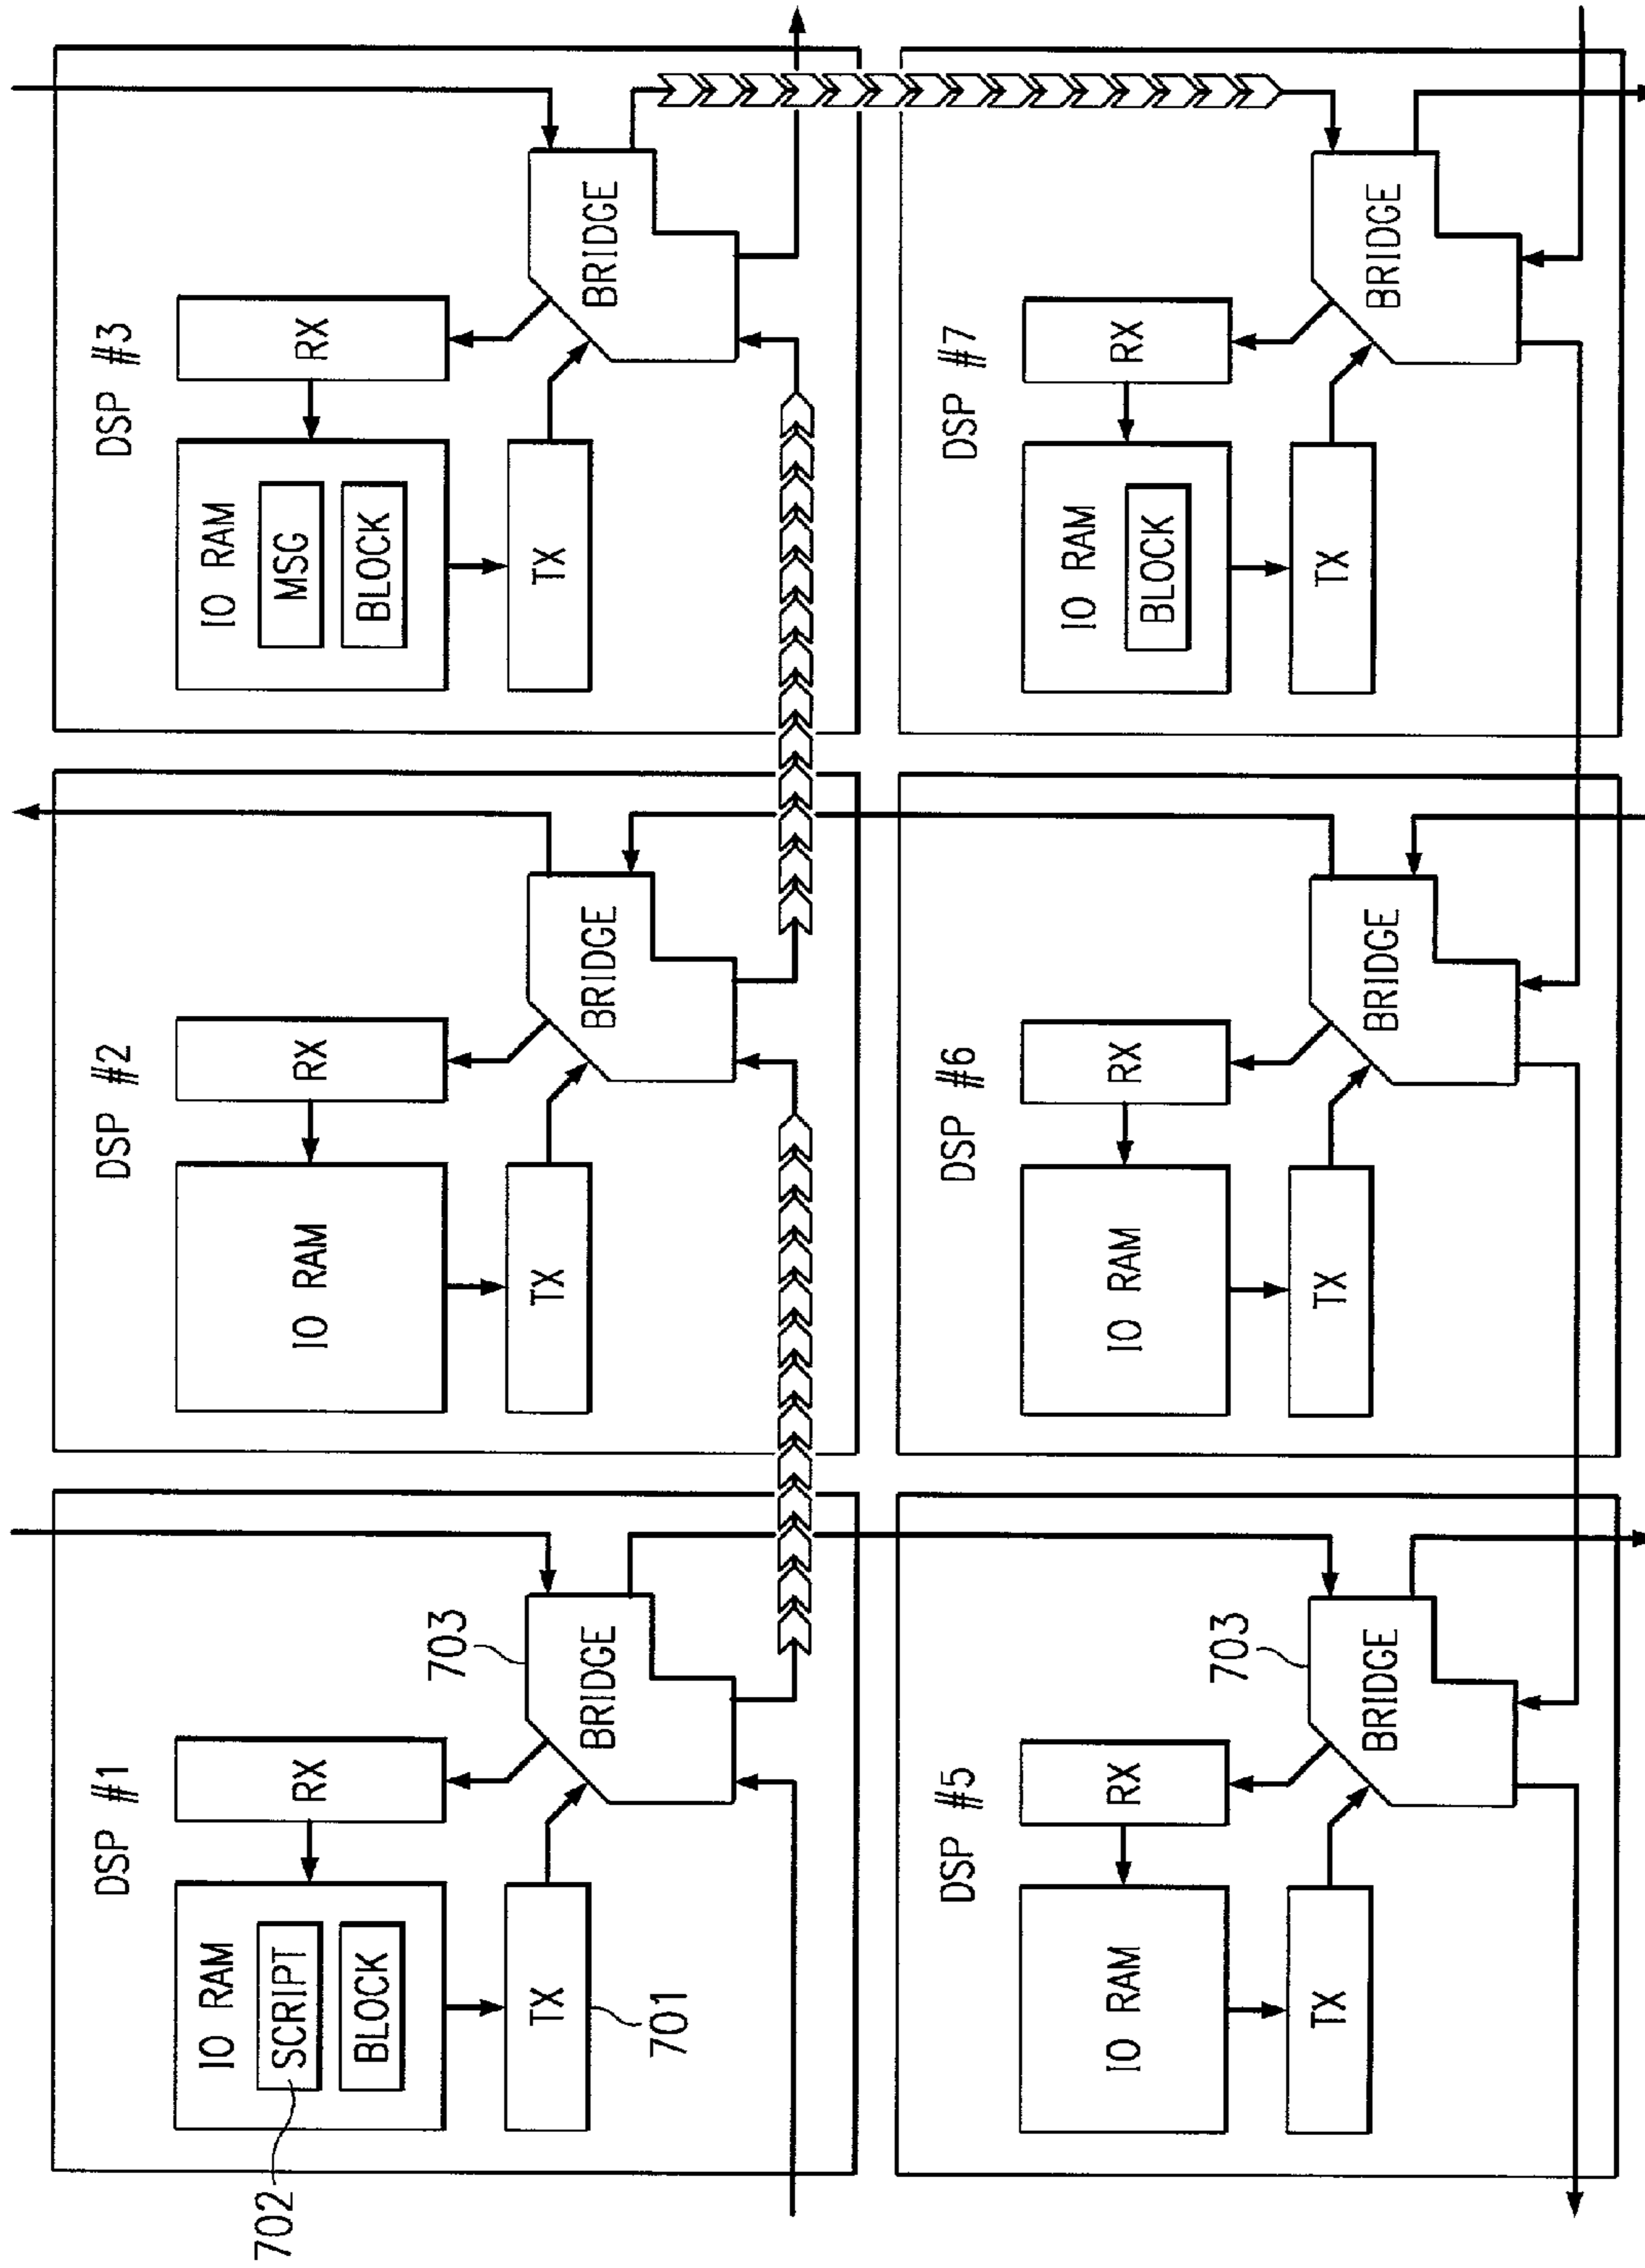 DSP #1
IO RAM
SCRIPT
BLOCK
702
RX
TX
701
BRIDGE
703
DSP #2
IO RAM
RX
TX
BRIDGE
DSP #3
IO RAM
MSG
BLOCK
RX
TX
BRIDGE
DSP #5
IO RAM
RX
TX
BRIDGE
703
DSP #6
IO RAM
RX
TX
BRIDGE
DSP #7
IO RAM
BLOCK
RX
TX
BRIDGE